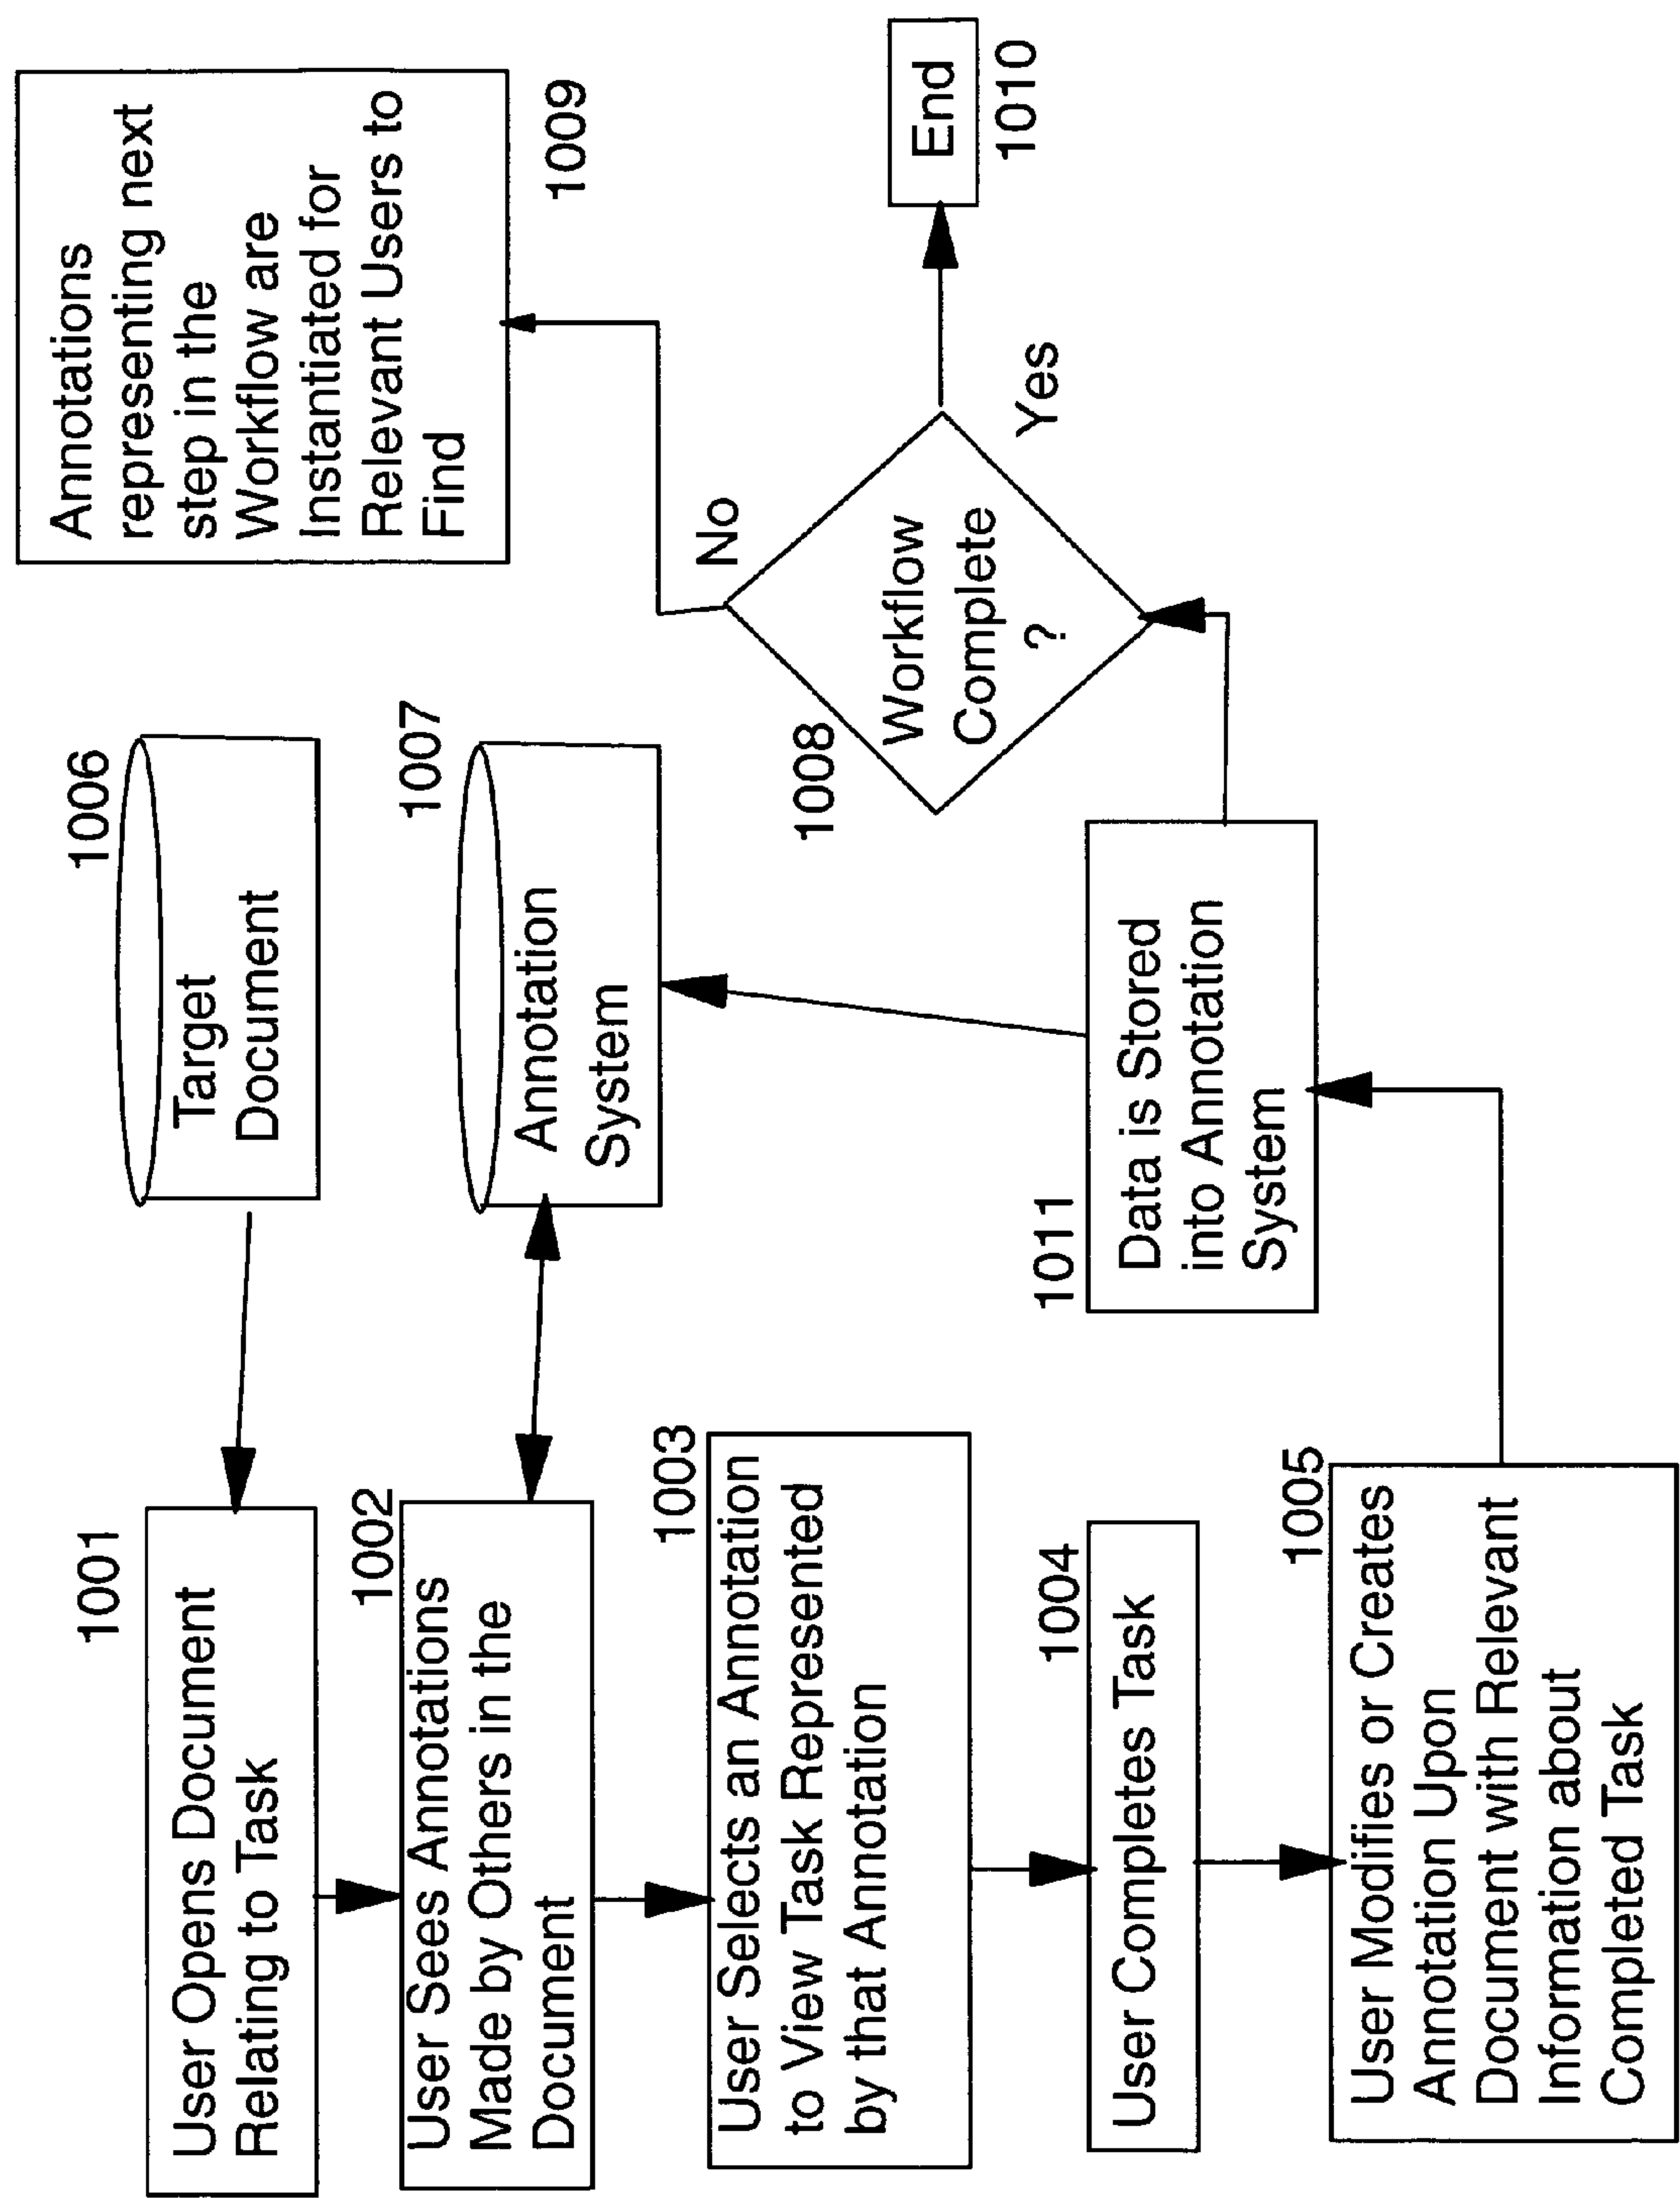 1001
User Opens Document
Relating to Task
1002
User Sees Annotations
Made by Others in the
Document
1003
User Selects an Annotation
to View Task Represented
by that Annotation
1004
User Completes Task
1005
User Modifies or Creates
Annotation Upon
Document with Relevant
Information about
Completed Task
1006
Target
Document
1007
Annotation
System
1011
Data is Stored
into Annotation
System
1008
Workflow
Complete
?
No
Yes
Annotations
representing next
step in the
Workflow are
Instantiated for
Relevant Users to
Find
1009
End
1010